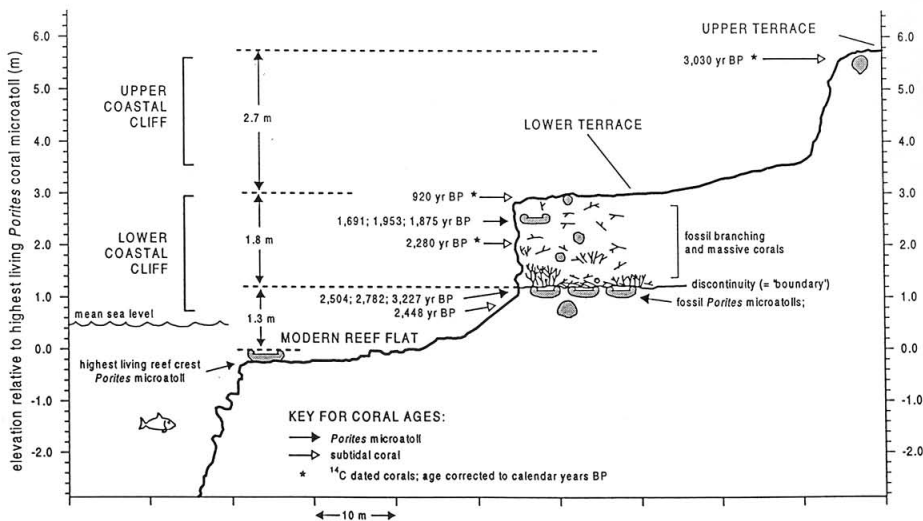 UPPER TERRACE
6.0
5.0
4.0
3.0
2.0
1.0
0.0
-1.0
-2.0
elevation relative to highest living Porites coral microatoll (m)
UPPER
COASTAL
CLIFF
2.7 m
3,030 yr BP *
LOWER TERRACE
LOWER
COASTAL
CLIFF
1.8 m
920 yr BP *
1,691; 1,953; 1,875 yr BP
2,280 yr BP *
fossil branching
and massive corals
discontinuity (= 'boundary')
2,504; 2,782; 3,227 yr BP
fossil Porites microatolls;
2,448 yr BP
mean sea level
1.3 m
MODERN REEF FLAT
highest living reef crest
Porites microatoll
KEY FOR CORAL AGES:
Porites microatoll
subtidal coral
* 14C dated corals; age corrected to calendar years BP
10 m
6.0
5.0
4.0
3.0
2.0
1.0
0.0
-1.0
-2.0